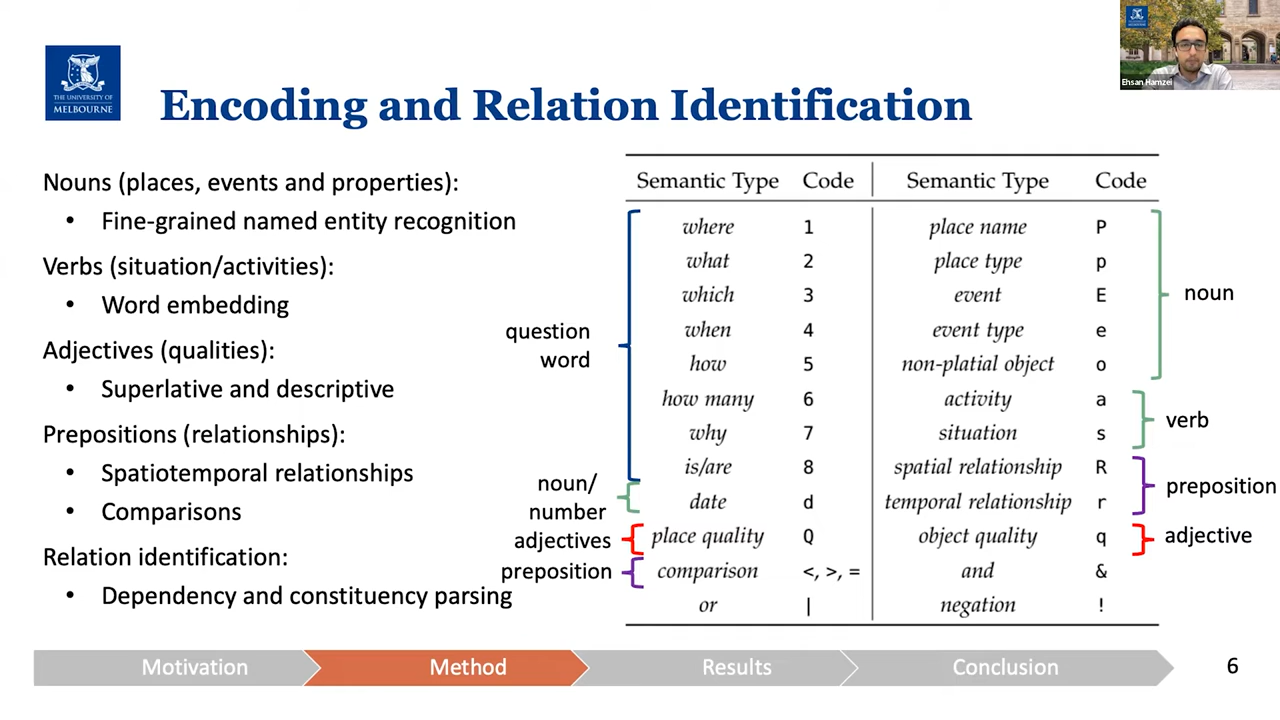 THE UNIVERSITY OF
MELBOURNE
Encoding and Relation Identification
Ehsan Hamzei
Nouns (places, events and properties):
• Fine-grained named entity recognition
Verbs (situation/activities):
• Word embedding
Adjectives (qualities):
• Superlative and descriptive
Prepositions (relationships):
• Spatiotemporal relationships
• Comparisons
Relation identification:
• Dependency and constituency parsing
question
word
noun/
number
adjectives
preposition
Semantic Type Code Semantic Type Code
where 1 place name P
what 2 place type p
which 3 event E
when 4 event type e
how 5 non-platial object o
how many 6 activity a
why 7 situation s
is/are 8 spatial relationship R
date d temporal relationship r
place quality Q object quality q
comparison <, >, = and &
or | negation !
noun
verb
preposition
adjective
Motivation Method Results Conclusion
6